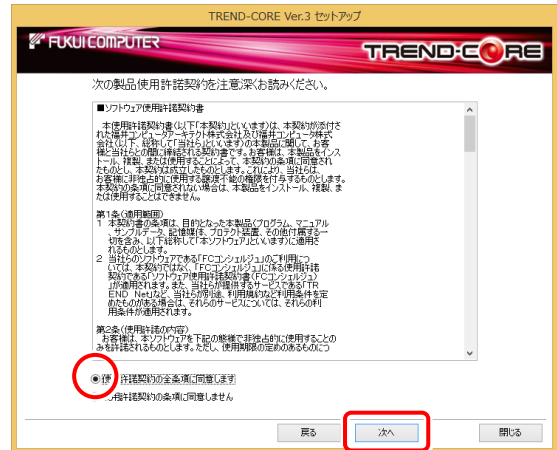 TREND-CORE Ver.3 セットアップ
FUKUI COMPUTER
TREND-CORE
次の製品使用許諾契約を注意深くお読みください。
■ソフトウェア使用許諾契約書
本使用許諾契約書(以下「本契約」といいます)は、本契約が添付さ
れた福井コンピュータアーキテクト株式会社及び福井コンピュータ株式
会社(以下、総称して「当社ら」といいます)の本製品に関して、お客
様と当社らとの間に締結される契約書です。お客様は、本製品をインス
トール、複製、または使用することによって、本契約の条項に同意され
たものとし、本契約は成立したものとします。これにより、当社らは、
お客様に非独占的に使用する譲渡不能の権限を付与するものとします。
本契約の条項に同意されない場合は、本製品をインストール、複製、ま
たは使用することはできません。
第1条(適用範囲)
1 本契約書の条項は、目的となった本製品(プログラム、マニュアル
、サンプルデータ、記憶媒体、プロテクト装置、その他付属する一
切を含み、以下総称して「本ソフトウェア」といいます)に適用さ
れるものとします。
2 当社らのソフトウェアである「FCコンシェルジュ」のご利用につ
いては、本契約ではなく、「FCコンシェルジュ」に係る使用許諾
契約である「ソフトウェア使用許諾契約書(FCコンシェルジュ)
」が適用されます。また、当社らが提供するサービスである「TR
END Net」など、当社らが別途、利用規約など利用条件を定
めたものがある場合は、それらのサービスについては、それらの利
用条件が適用されます。
第2条(使用許諾の内容)
お客様は、本ソフトウェアを下記の態様で非独占的に使用することの
みを許諾されるものとします。ただし、使用期限の定めのあるものにつ
使用許諾契約の全条項に同意します
許諾契約の条項に同意しません
戻る
次へ
閉じる